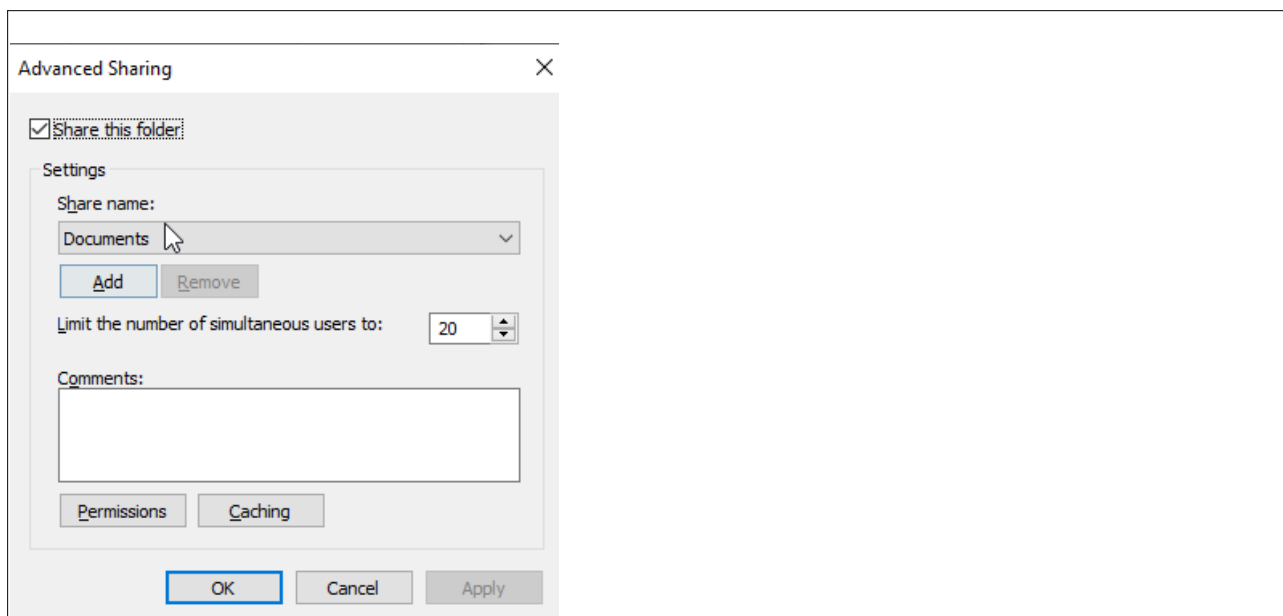 Advanced Sharing
Share this folder
Settings
Share name:
Documents
Add Remove
Limit the number of simultaneous users to: 20
Comments:
Permissions Caching
OK Cancel Apply